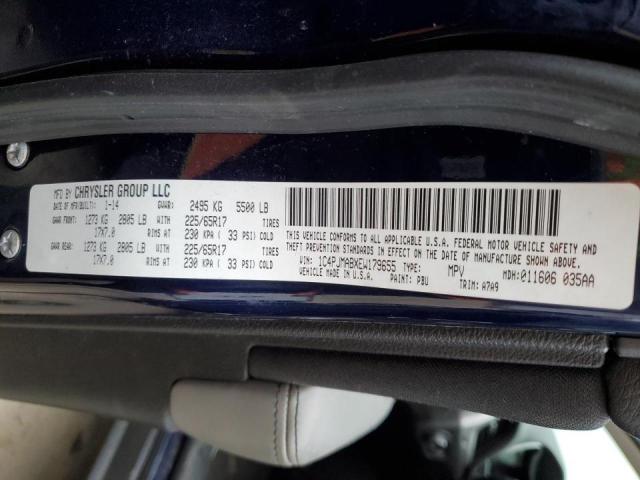 MFD BY CHRYSLER GROUP LLC
DATE OF MFR/BUILT: 1-14 GVWR: 2495 KG 5500 LB
GAWR FRONT: 1273 KG 2805 LB WITH 225/65R17 TIRES
17X7.0 RIMS AT 230 KPA ( 33 PSI) COLD
GAWR REAR: 1273 KG 2805 LB WITH 225/65R17 TIRES
17X7.0 RIMS AT 230 KPA ( 33 PSI) COLD
THIS VEHICLE CONFORMS TO ALL APPLICABLE U.S.A. FEDERAL MOTOR VEHICLE SAFETY AND
THEFT PREVENTION STANDARDS IN EFFECT ON THE DATE OF MANUFACTURE SHOWN ABOVE.
VIN: 1C4PJMABXEW179655 TYPE: MPV MDH: 011606 035AA
VEHICLE MADE IN U.S.A. PAINT: PBU TRIM: A7A9